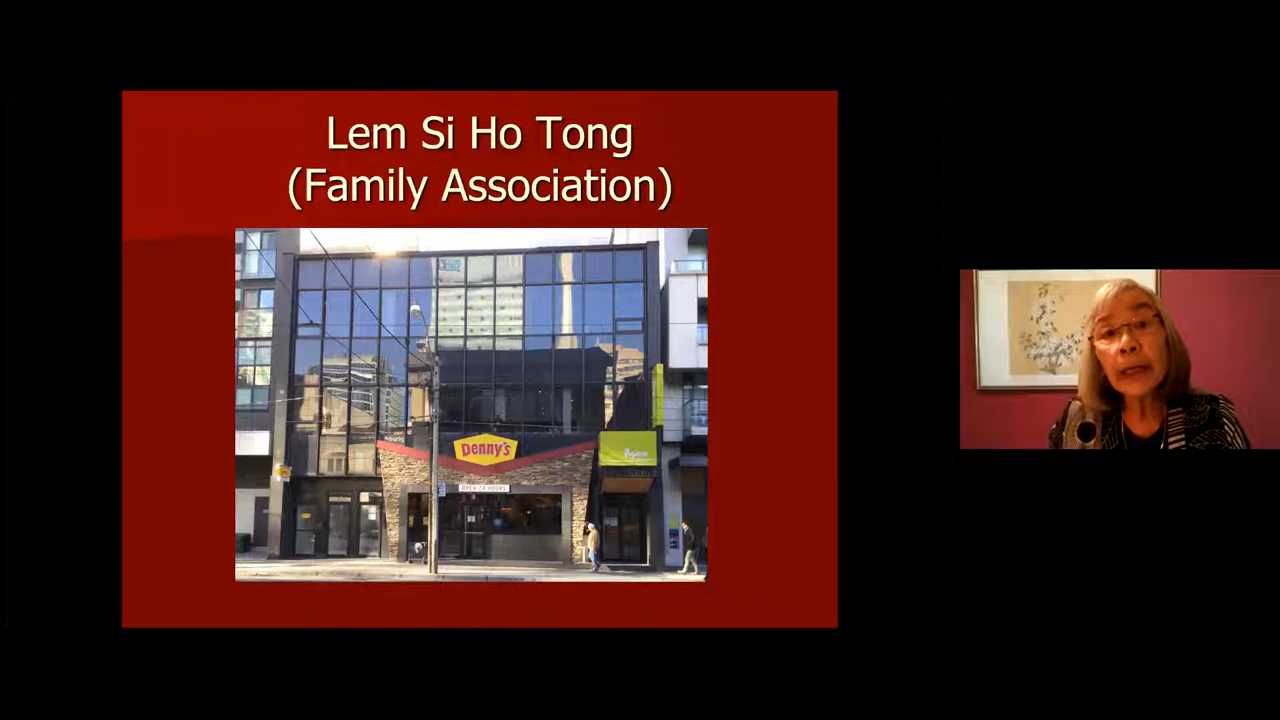 Lem Si Ho Tong
(Family Association)
Denny's
OPEN 24 HOURS